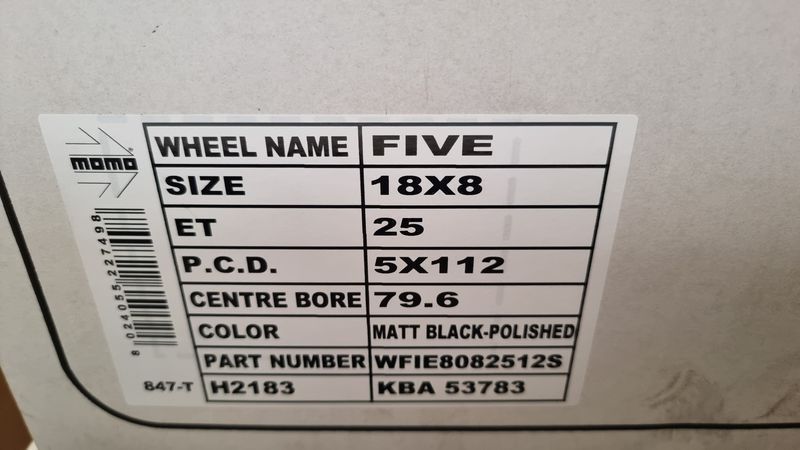 momo
WHEEL NAME FIVE
SIZE 18X8
ET 25
P.C.D. 5X112
CENTRE BORE 79.6
COLOR MATT BLACK-POLISHED
PART NUMBER WFIE8082512S
847-T H2183 KBA 53783
8 024055 227498